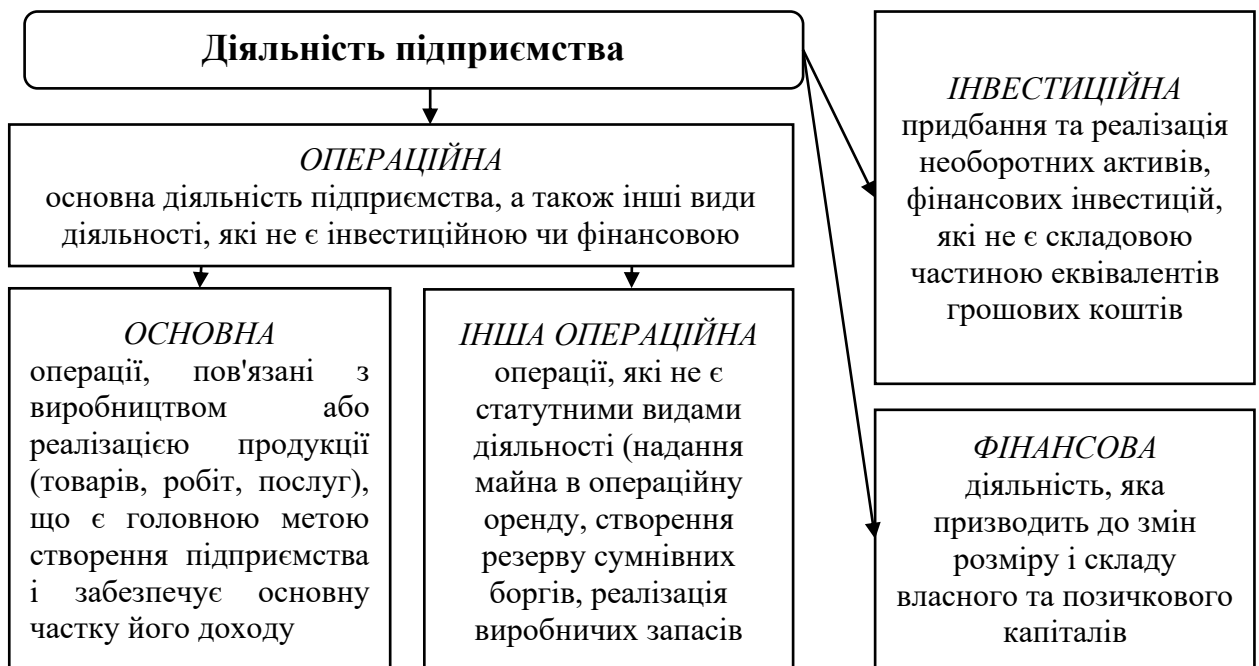 Діяльність підприємства
ОПЕРАЦІЙНА
основна діяльність підприємства, а також інші види
діяльності, які не є інвестиційною чи фінансовою
ОСНОВНА
операції, пов'язані з
виробництвом або
реалізацією продукції
(товарів, робіт, послуг),
що є головною метою
створення підприємства
і забезпечує основну
частку його доходу
ІНША ОПЕРАЦІЙНА
операції, які не є
статутними видами
діяльності (надання
майна в операційну
оренду, створення
резерву сумнівних
боргів, реалізація
виробничих запасів
ІНВЕСТИЦІЙНА
придбання та реалізація
необоротних активів,
фінансових інвестицій,
які не є складовою
частиною еквівалентів
грошових коштів
ФІНАНСОВА
діяльність, яка
призводить до змін
розміру і складу
власного та позичкового
капіталів